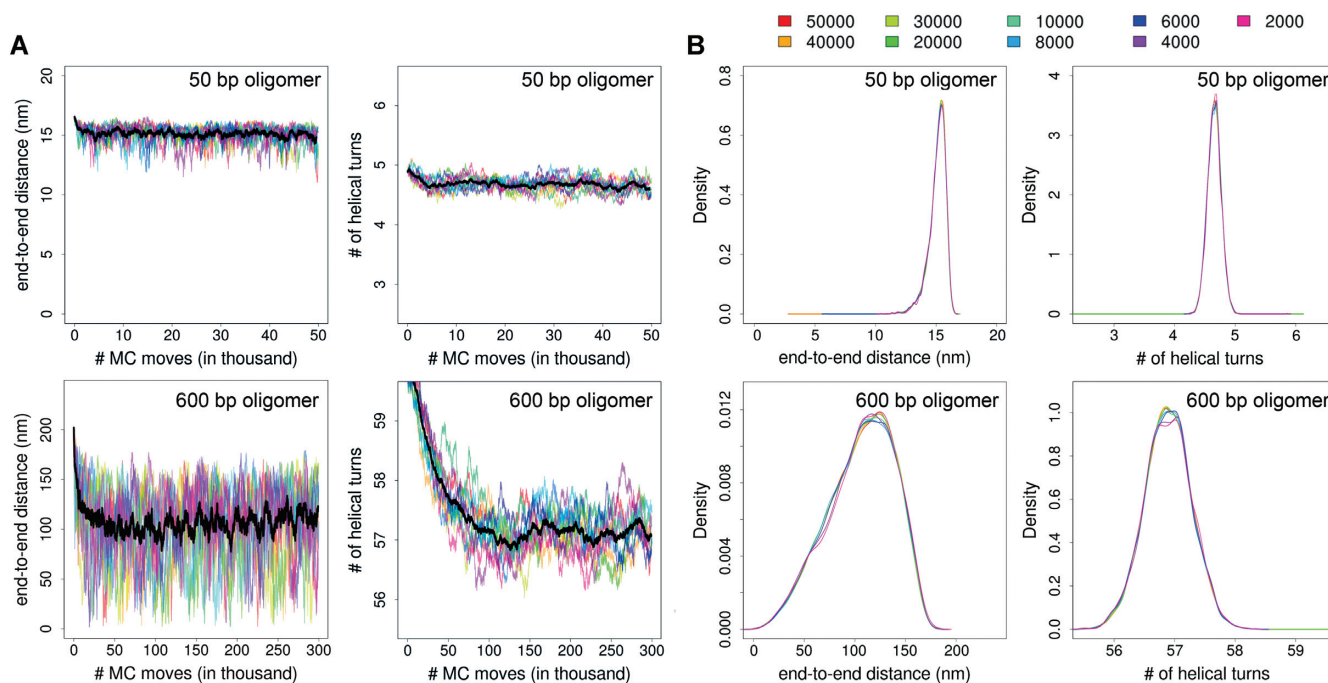 A
B
50000 30000 10000 6000 2000
40000 20000 8000 4000
50 bp oligomer
end-to-end distance (nm)
20
15
10
5
0
0 10 20 30 40 50
# MC moves (in thousand)
50 bp oligomer
# of helical turns
6
5
4
3
0 10 20 30 40 50
# MC moves (in thousand)
50 bp oligomer
Density
0.8
0.6
0.4
0.2
0.0
0 5 10 15 20
end-to-end distance (nm)
50 bp oligomer
Density
4
3
2
1
0
3 4 5 6
# of helical turns
600 bp oligomer
end-to-end distance (nm)
200
150
100
50
0
0 50 100 150 200 250 300
# MC moves (in thousand)
600 bp oligomer
# of helical turns
59
58
57
56
0 50 100 150 200 250 300
# MC moves (in thousand)
600 bp oligomer
Density
0.012
0.008
0.004
0.000
0 50 100 150 200
end-to-end distance (nm)
600 bp oligomer
Density
1.0
0.8
0.6
0.4
0.2
0.0
56 57 58 59
# of helical turns